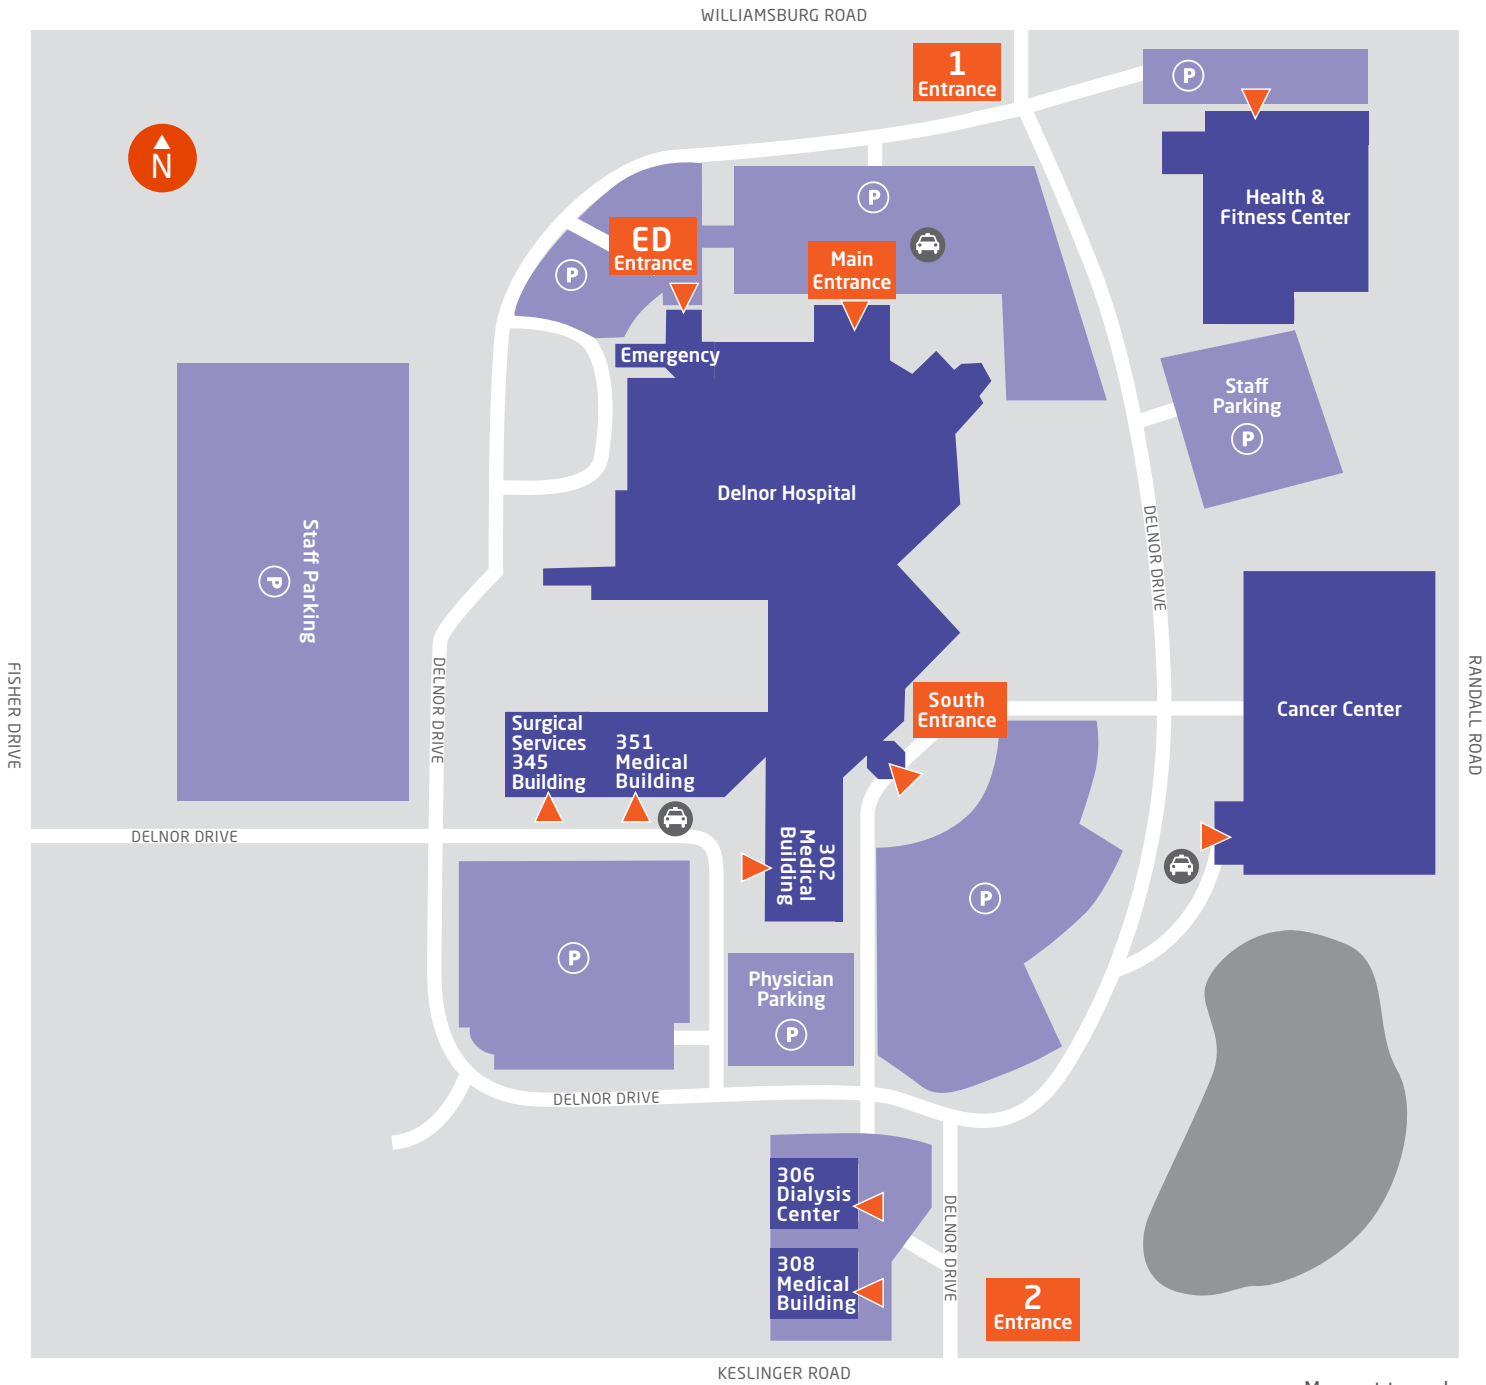 WILLIAMSBURG ROAD
1
Entrance
P
N
Health &
Fitness Center
P
ED
Entrance
Main
Entrance
P
Emergency
Staff
Parking
P
Delnor Hospital
Staff Parking
P
DELNOR DRIVE
FISHER DRIVE
DELNOR DRIVE
RANDALL ROAD
South
Entrance
Cancer Center
Surgical
Services
345
Building
351
Medical
Building
DELNOR DRIVE
302
Medical
Building
P
P
Physician
Parking
P
DELNOR DRIVE
306
Dialysis
Center
DELNOR DRIVE
308
Medical
Building
2
Entrance
KESLINGER ROAD